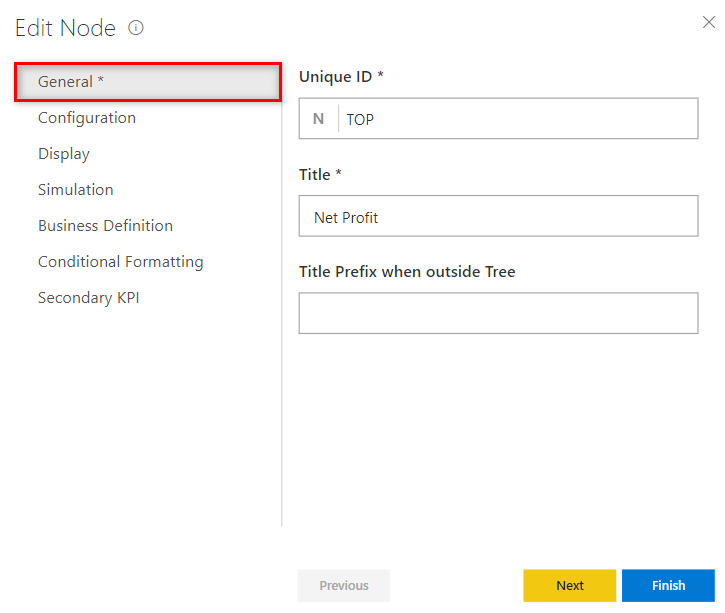 Edit Node
General *
Configuration
Display
Simulation
Business Definition
Conditional Formatting
Secondary KPI
Unique ID *
N TOP
Title *
Net Profit
Title Prefix when outside Tree
Previous Next Finish